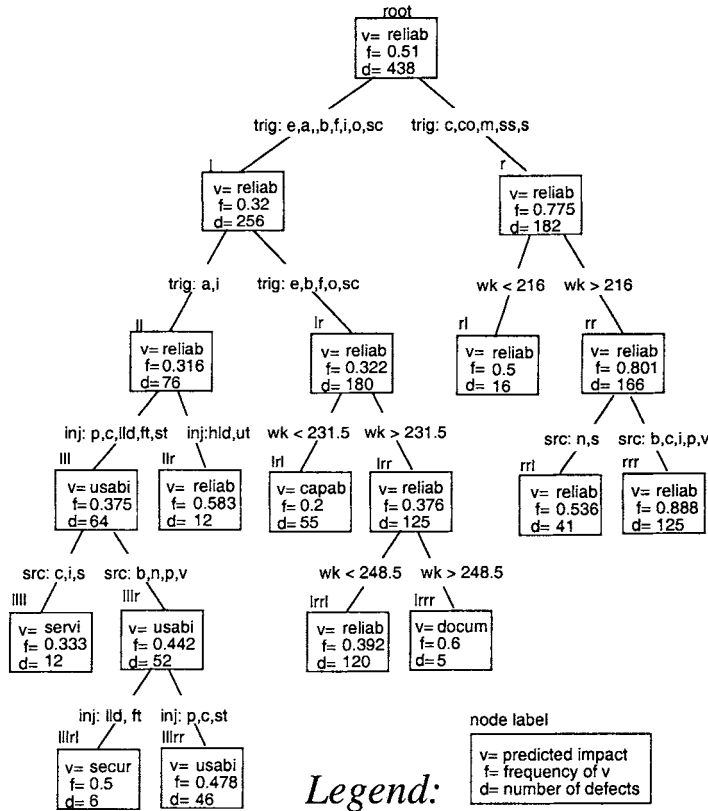 root
v= reliab
f= 0.51
d= 438
trig: e,a,,b,f,i,o,sc trig: c,co,m,ss,s
l r
v= reliab
f= 0.32
d= 256
v= reliab
f= 0.775
d= 182
trig: a,i trig: e,b,f,o,sc wk < 216 wk > 216
ll lr rl rr
v= reliab
f= 0.316
d= 76
v= reliab
f= 0.322
d= 180
v= reliab
f= 0.5
d= 16
v= reliab
f= 0.801
d= 166
inj: p,c,lld,ft,st inj:hld,ut wk < 231.5 wk > 231.5 src: n,s src: b,c,i,p,v
lll llr lrl lrr rrl rrr
v= usabi
f= 0.375
d= 64
v= reliab
f= 0.583
d= 12
v= capab
f= 0.2
d= 55
v= reliab
f= 0.376
d= 125
v= reliab
f= 0.536
d= 41
v= reliab
f= 0.888
d= 125
src: c,i,s src: b,n,p,v wk < 248.5 wk > 248.5
llll lllr lrrl lrrr
v= servi
f= 0.333
d= 12
v= usabi
f= 0.442
d= 52
v= reliab
f= 0.392
d= 120
v= docum
f= 0.6
d= 5
inj: lld, ft inj: p,c,st
lllrl lllrr
v= secur
f= 0.5
d= 6
v= usabi
f= 0.478
d= 46
Legend:
node label
v= predicted impact
f= frequency of v
d= number of defects